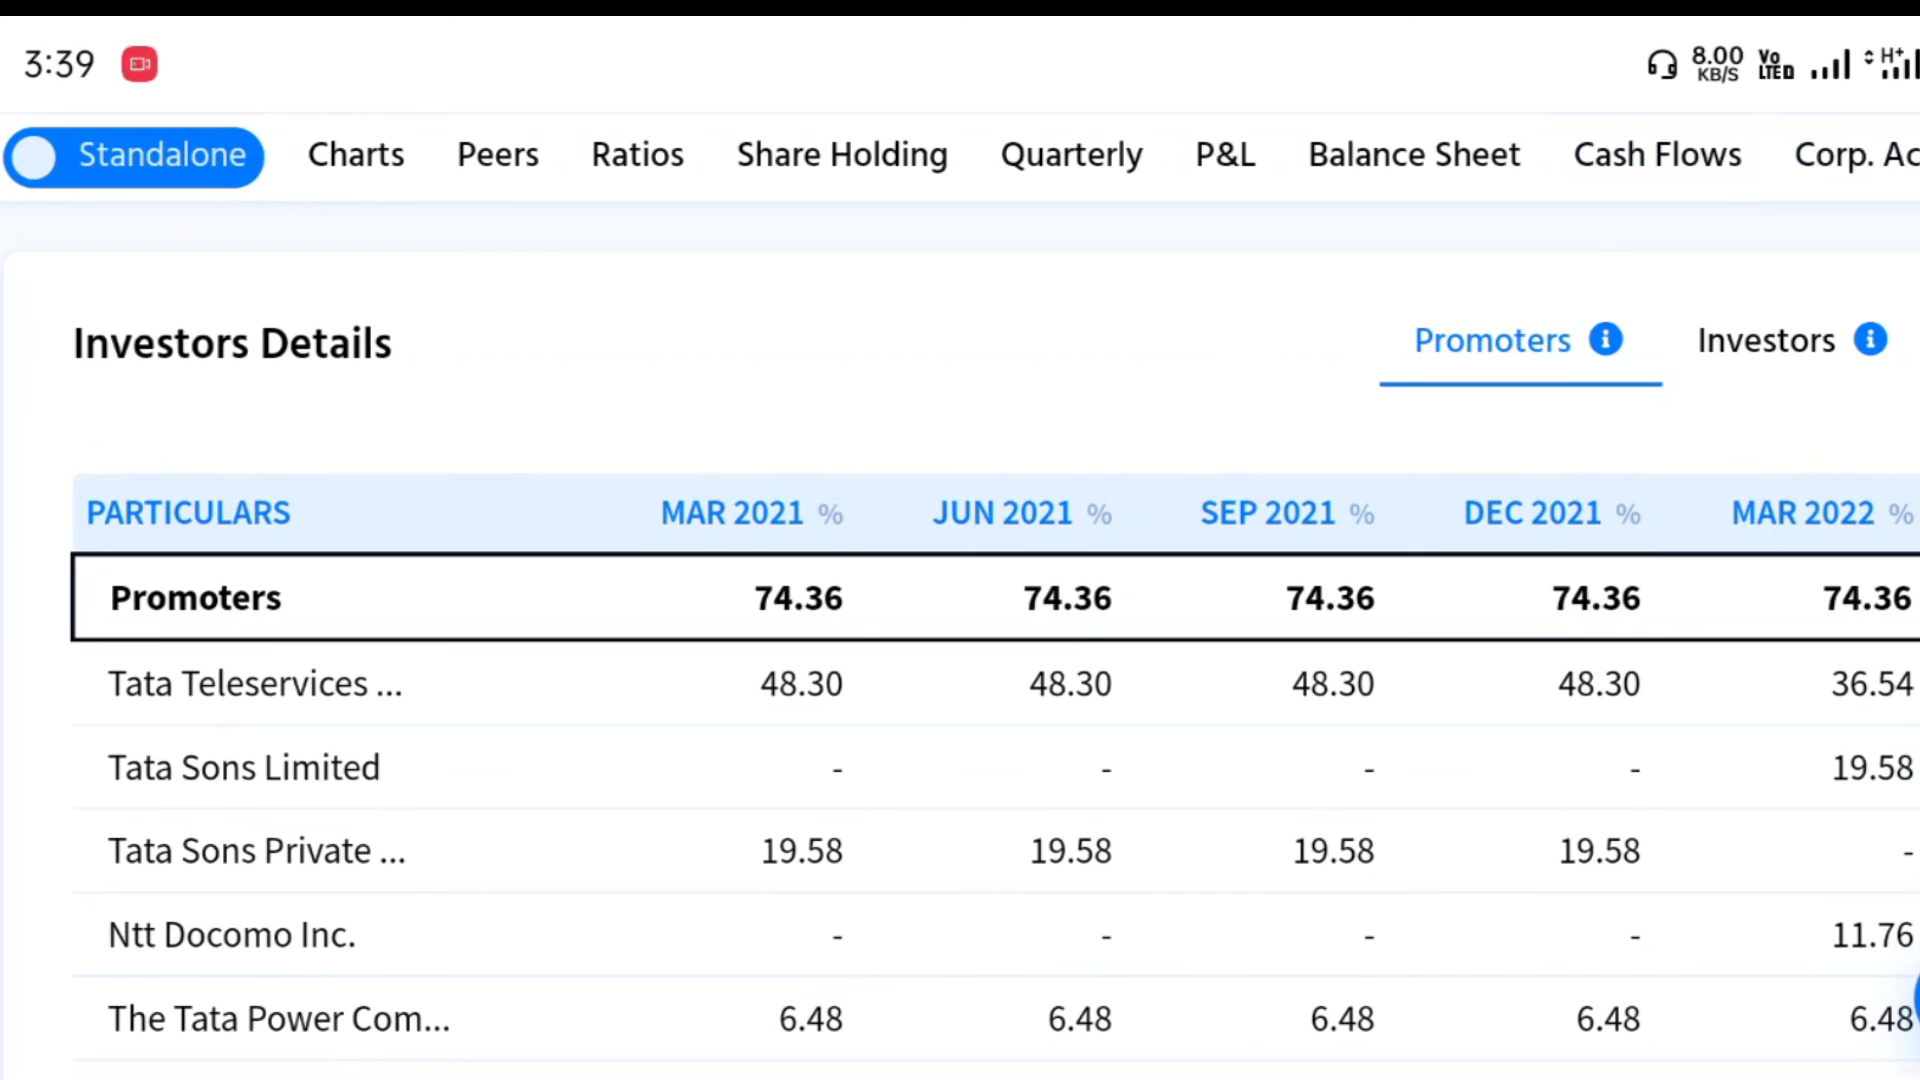 3:39 8.00 KB/S Vo LTE D H+
Standalone Charts Peers Ratios Share Holding Quarterly P&L Balance Sheet Cash Flows Corp. Ac
Investors Details Promoters i Investors i
PARTICULARS MAR 2021 % JUN 2021 % SEP 2021 % DEC 2021 % MAR 2022 %
Promoters 74.36 74.36 74.36 74.36 74.36
Tata Teleservices ... 48.30 48.30 48.30 48.30 36.54
Tata Sons Limited - - - - 19.58
Tata Sons Private ... 19.58 19.58 19.58 19.58 -
Ntt Docomo Inc. - - - - 11.76
The Tata Power Com... 6.48 6.48 6.48 6.48 6.48